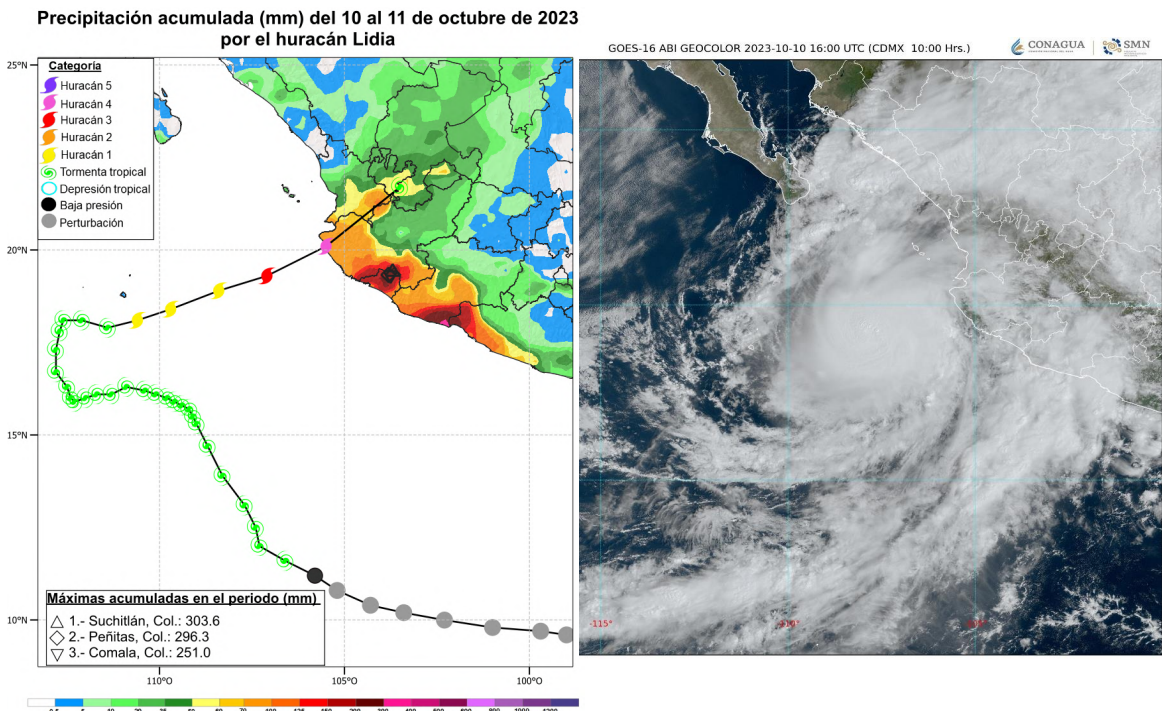 Precipitación acumulada (mm) del 10 al 11 de octubre de 2023
por el huracán Lidia
Categoría
Huracán 5
Huracán 4
Huracán 3
Huracán 2
Huracán 1
Tormenta tropical
Depresión tropical
Baja presión
Perturbación
25°N
20°N
15°N
10°N
Máximas acumuladas en el periodo (mm)
1.- Suchitlán, Col.: 303.6
2.- Peñitas, Col.: 296.3
3.- Comala, Col.: 251.0
110°O 105°O 100°O
GOES-16 ABI GEOCOLOR 2023-10-10 16:00 UTC (CDMX 10:00 Hrs.)
CONAGUA
SMN
-115°